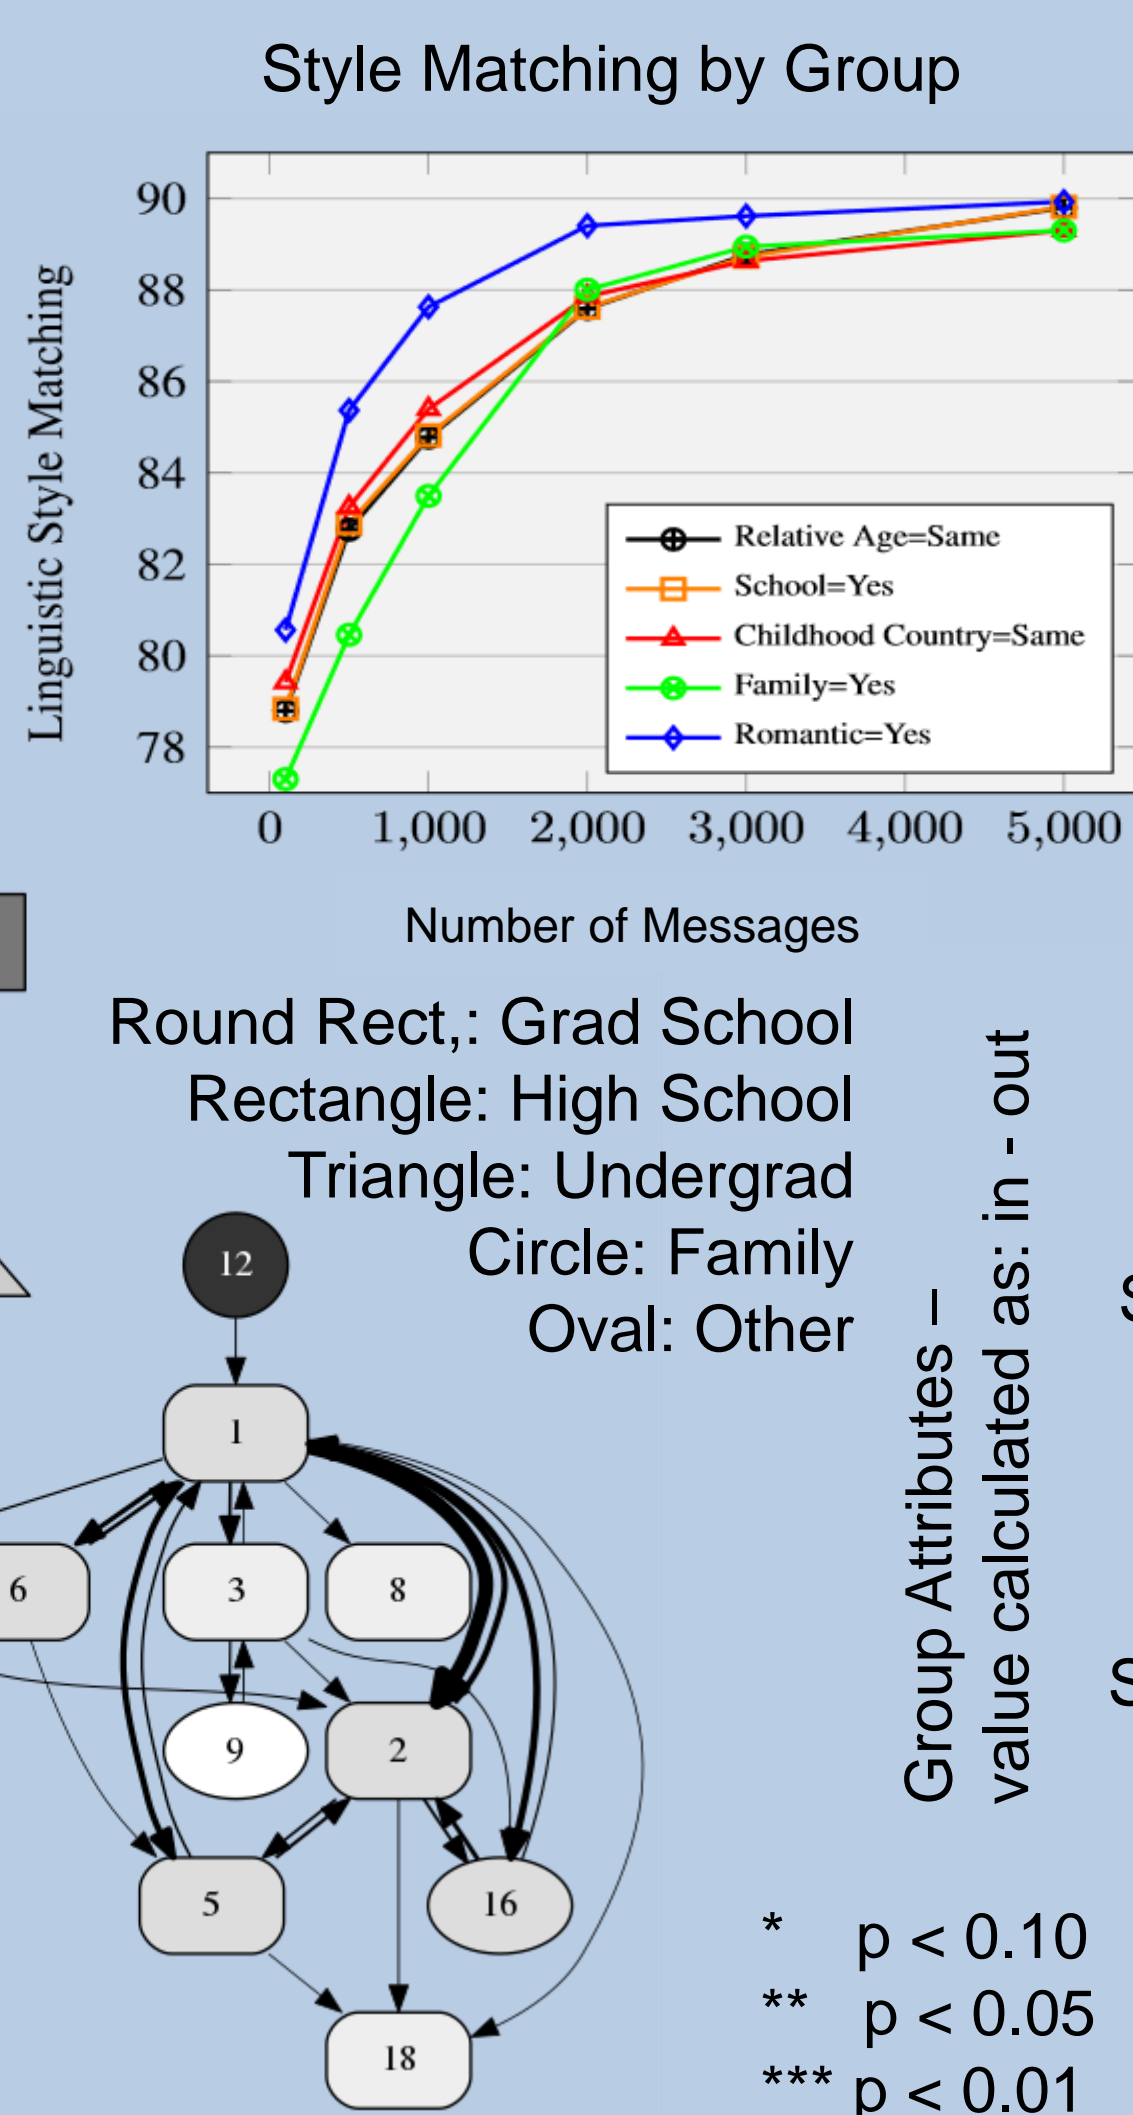 Style Matching by Group
90
88
86
84
82
80
78
Linguistic Style Matching
Relative Age=Same
School=Yes
Childhood Country=Same
Family=Yes
Romantic=Yes
0 1,000 2,000 3,000 4,000 5,000
Number of Messages
Round Rect,: Grad School
Rectangle: High School
Triangle: Undergrad
Circle: Family
Oval: Other
Group Attributes –
value calculated as: in - out
12
1
6 3 8
9 2
5 16
18
* p < 0.10
** p < 0.05
*** p < 0.01